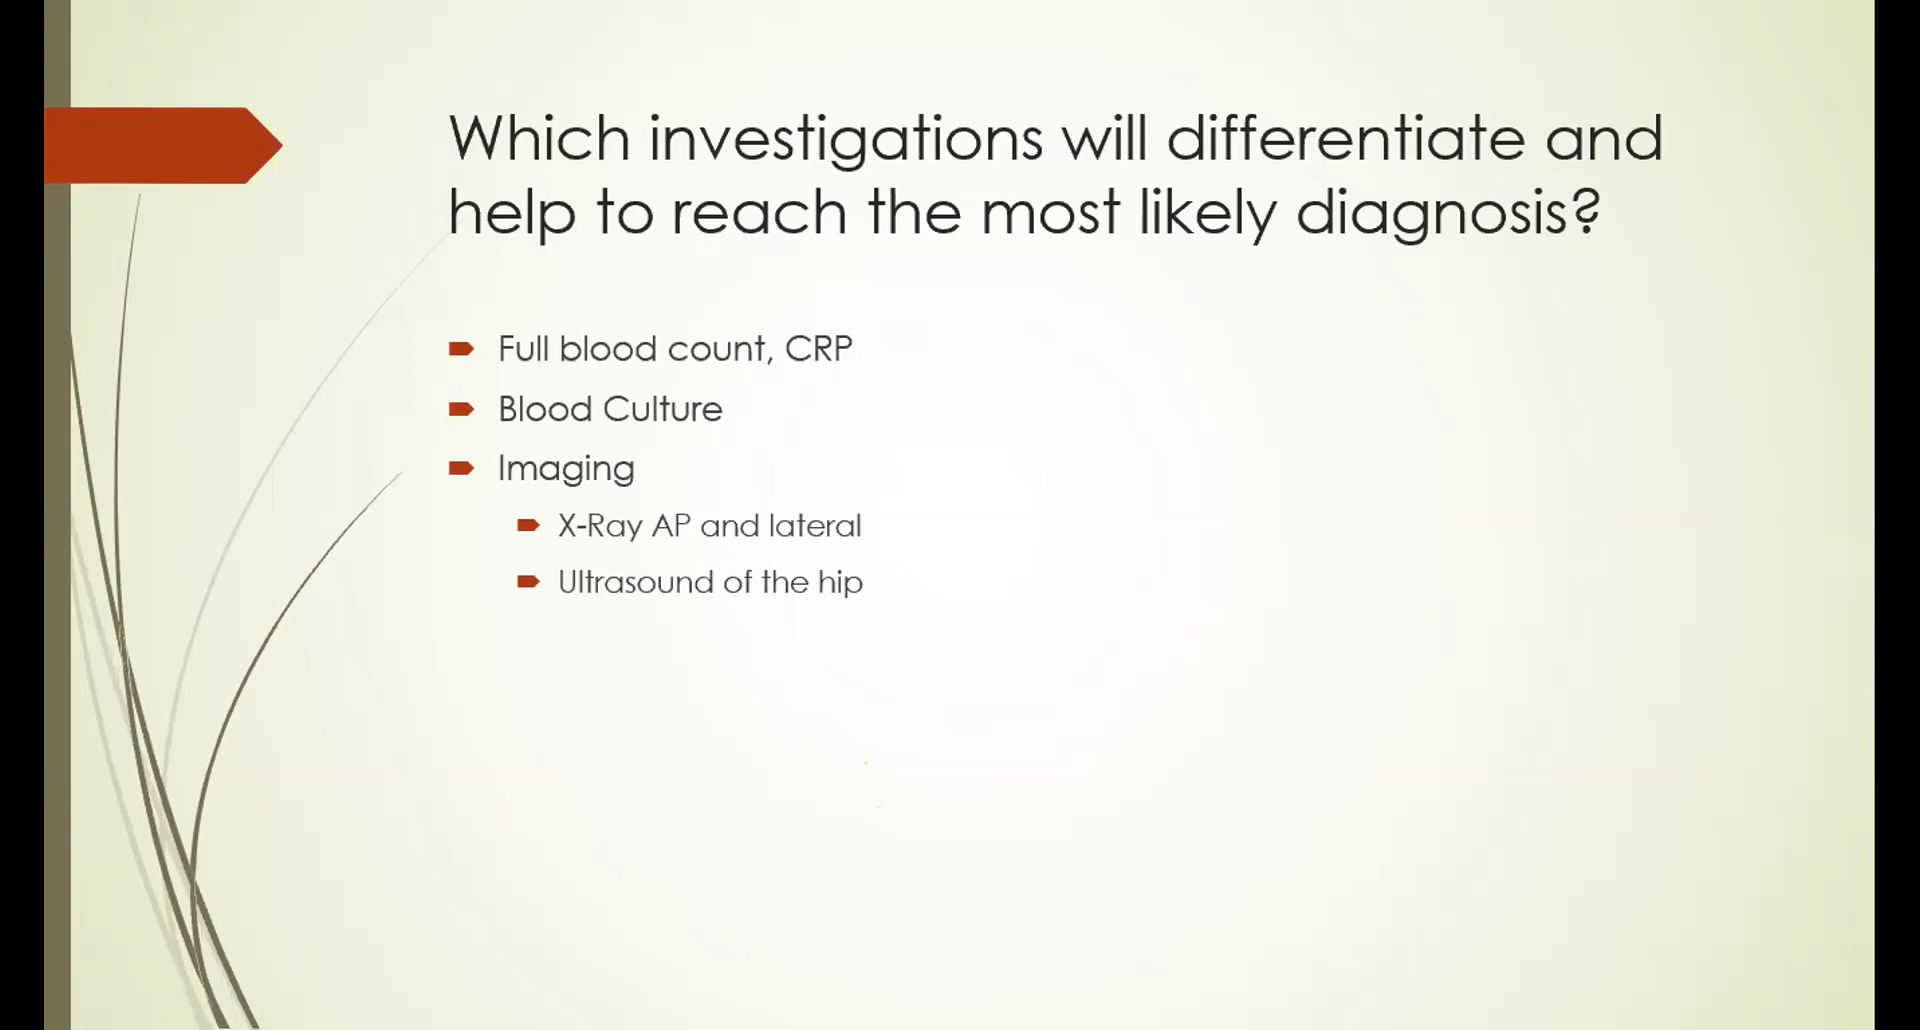 Which investigations will differentiate and
help to reach the most likely diagnosis?
Full blood count, CRP
Blood Culture
Imaging
X-Ray AP and lateral
Ultrasound of the hip